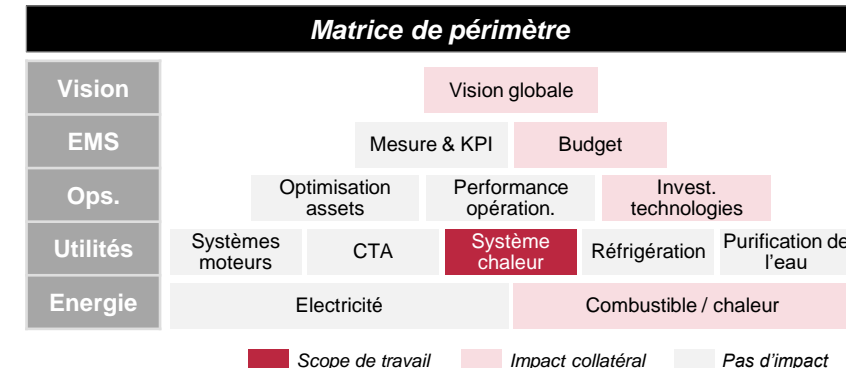 Matrice de périmètre
Vision
Vision globale
EMS
Mesure & KPI
Budget
Ops.
Optimisation
assets
Performance
opération.
Invest.
technologies
Utilités
Systèmes
moteurs
CTA
Système
chaleur
Réfrigération
Purification de
l'eau
Energie
Electricité
Combustible / chaleur
Scope de travail
Impact collatéral
Pas d'impact